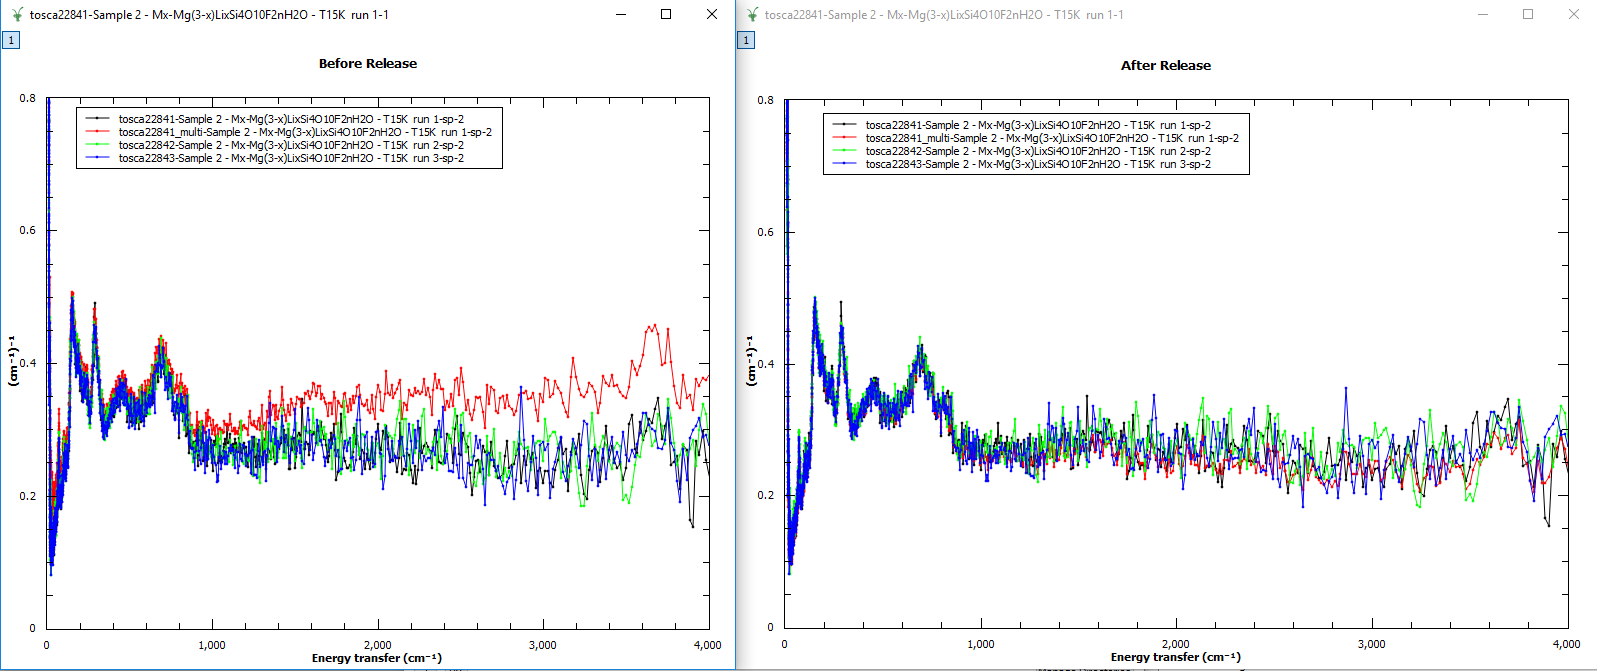 tosca22841-Sample 2 - Mx-Mg(3-x)LixSi4O10F2nH2O - T15K run 1-1
1
Before Release
0.8
tosca22841-Sample 2 - Mx-Mg(3-x)LixSi4O10F2nH2O - T15K run 1-sp-2
tosca22841_multi-Sample 2 - Mx-Mg(3-x)LixSi4O10F2nH2O - T15K run 1-sp-2
tosca22842-Sample 2 - Mx-Mg(3-x)LixSi4O10F2nH2O - T15K run 2-sp-2
tosca22843-Sample 2 - Mx-Mg(3-x)LixSi4O10F2nH2O - T15K run 3-sp-2
0.6
0.4
(cm⁻¹)⁻¹
0.2
0
0 1,000 2,000 3,000 4,000
Energy transfer (cm⁻¹)
tosca22841-Sample 2 - Mx-Mg(3-x)LixSi4O10F2nH2O - T15K run 1-1
1
After Release
0.8
tosca22841-Sample 2 - Mx-Mg(3-x)LixSi4O10F2nH2O - T15K run 1-sp-2
tosca22841_multi-Sample 2 - Mx-Mg(3-x)LixSi4O10F2nH2O - T15K run 1-sp-2
tosca22842-Sample 2 - Mx-Mg(3-x)LixSi4O10F2nH2O - T15K run 2-sp-2
tosca22843-Sample 2 - Mx-Mg(3-x)LixSi4O10F2nH2O - T15K run 3-sp-2
0.6
0.4
(cm⁻¹)⁻¹
0.2
0
0 1,000 2,000 3,000 4,000
Energy transfer (cm⁻¹)